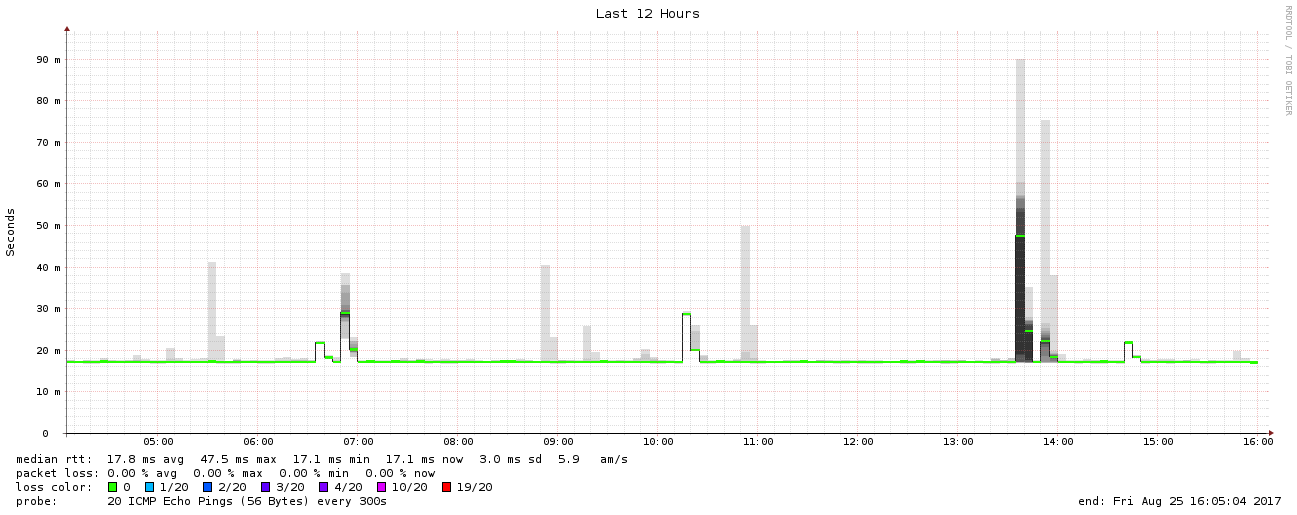 Last 12 Hours
RRDTOOL / TOBI OETIKER
Seconds
90 m
80 m
70 m
60 m
50 m
40 m
30 m
20 m
10 m
0
05:00 06:00 07:00 08:00 09:00 10:00 11:00 12:00 13:00 14:00 15:00 16:00
median rtt: 17.8 ms avg 47.5 ms max 17.1 ms min 17.1 ms now 3.0 ms sd 5.9 am/s
packet loss: 0.00 % avg 0.00 % max 0.00 % min 0.00 % now
loss color: 0 1/20 2/20 3/20 4/20 10/20 19/20
probe: 20 ICMP Echo Pings (56 Bytes) every 300s end: Fri Aug 25 16:05:04 2017